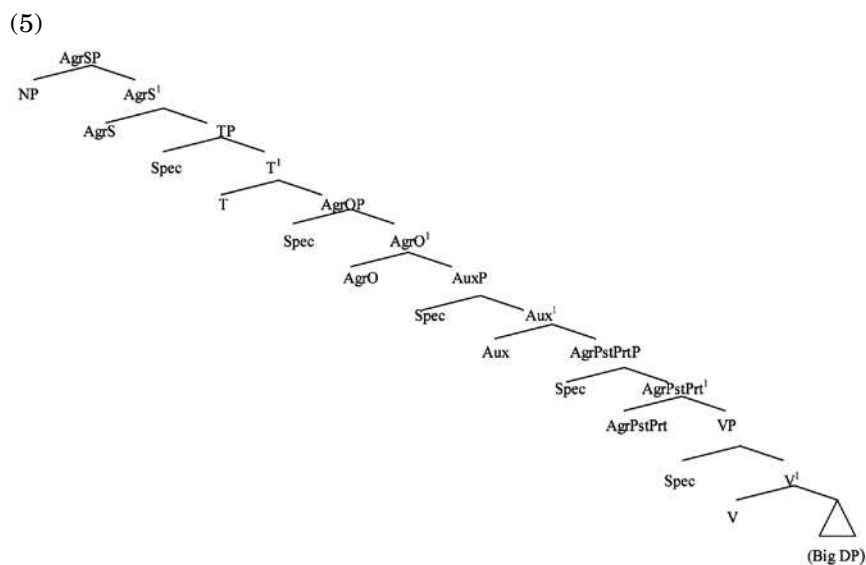 (5)
AgrSP
NP AgrS¹
AgrS TP
Spec T¹
T AgrOP
Spec AgrO¹
AgrO AuxP
Spec Aux¹
Aux AgrPstPrtP
Spec AgrPstPrt¹
AgrPstPrt VP
Spec V¹
V
(Big DP)